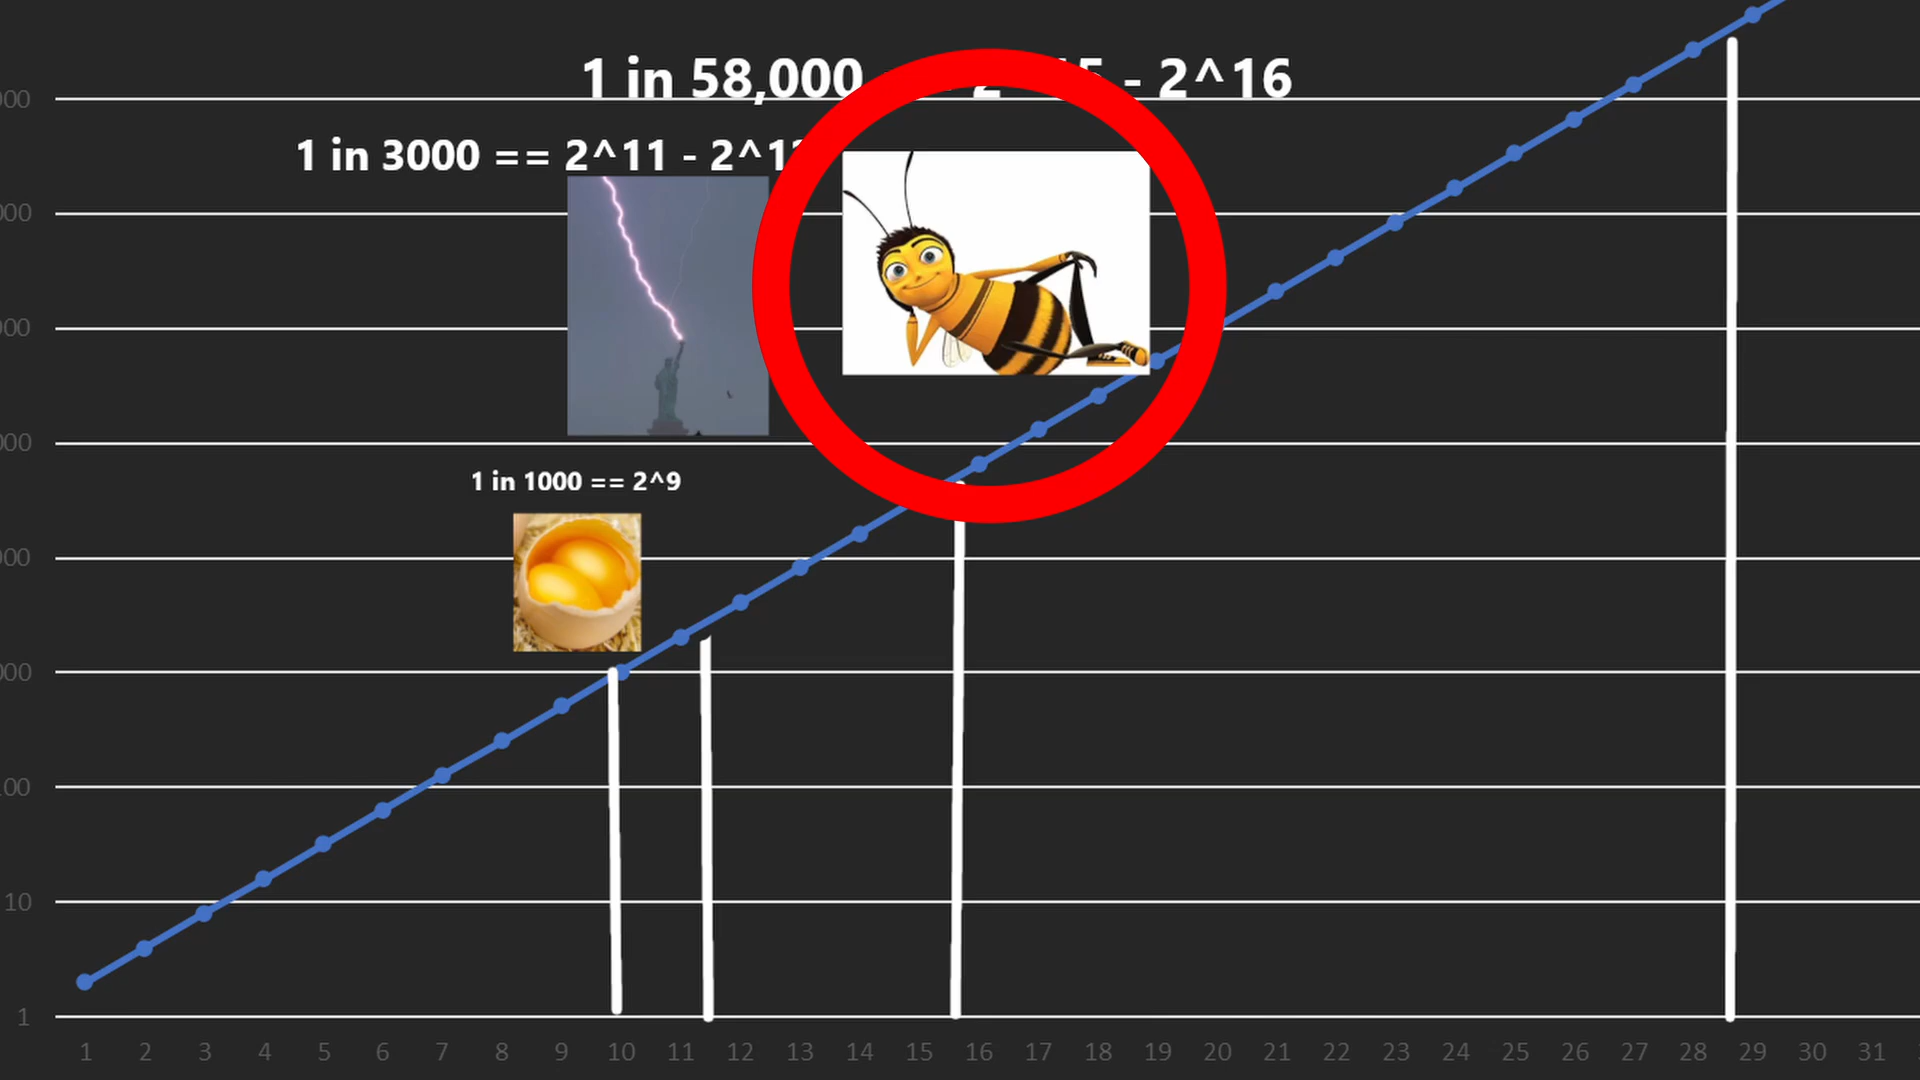 1 in 58,000
- 2^16
1 in 3000 == 2^11 - 2^1
1 in 1000 == 2^9
10
1
1 2 3 4 5 6 7 8 9 10 11 12 13 14 15 16 17 18 19 20 21 22 23 24 25 26 27 28 29 30 31